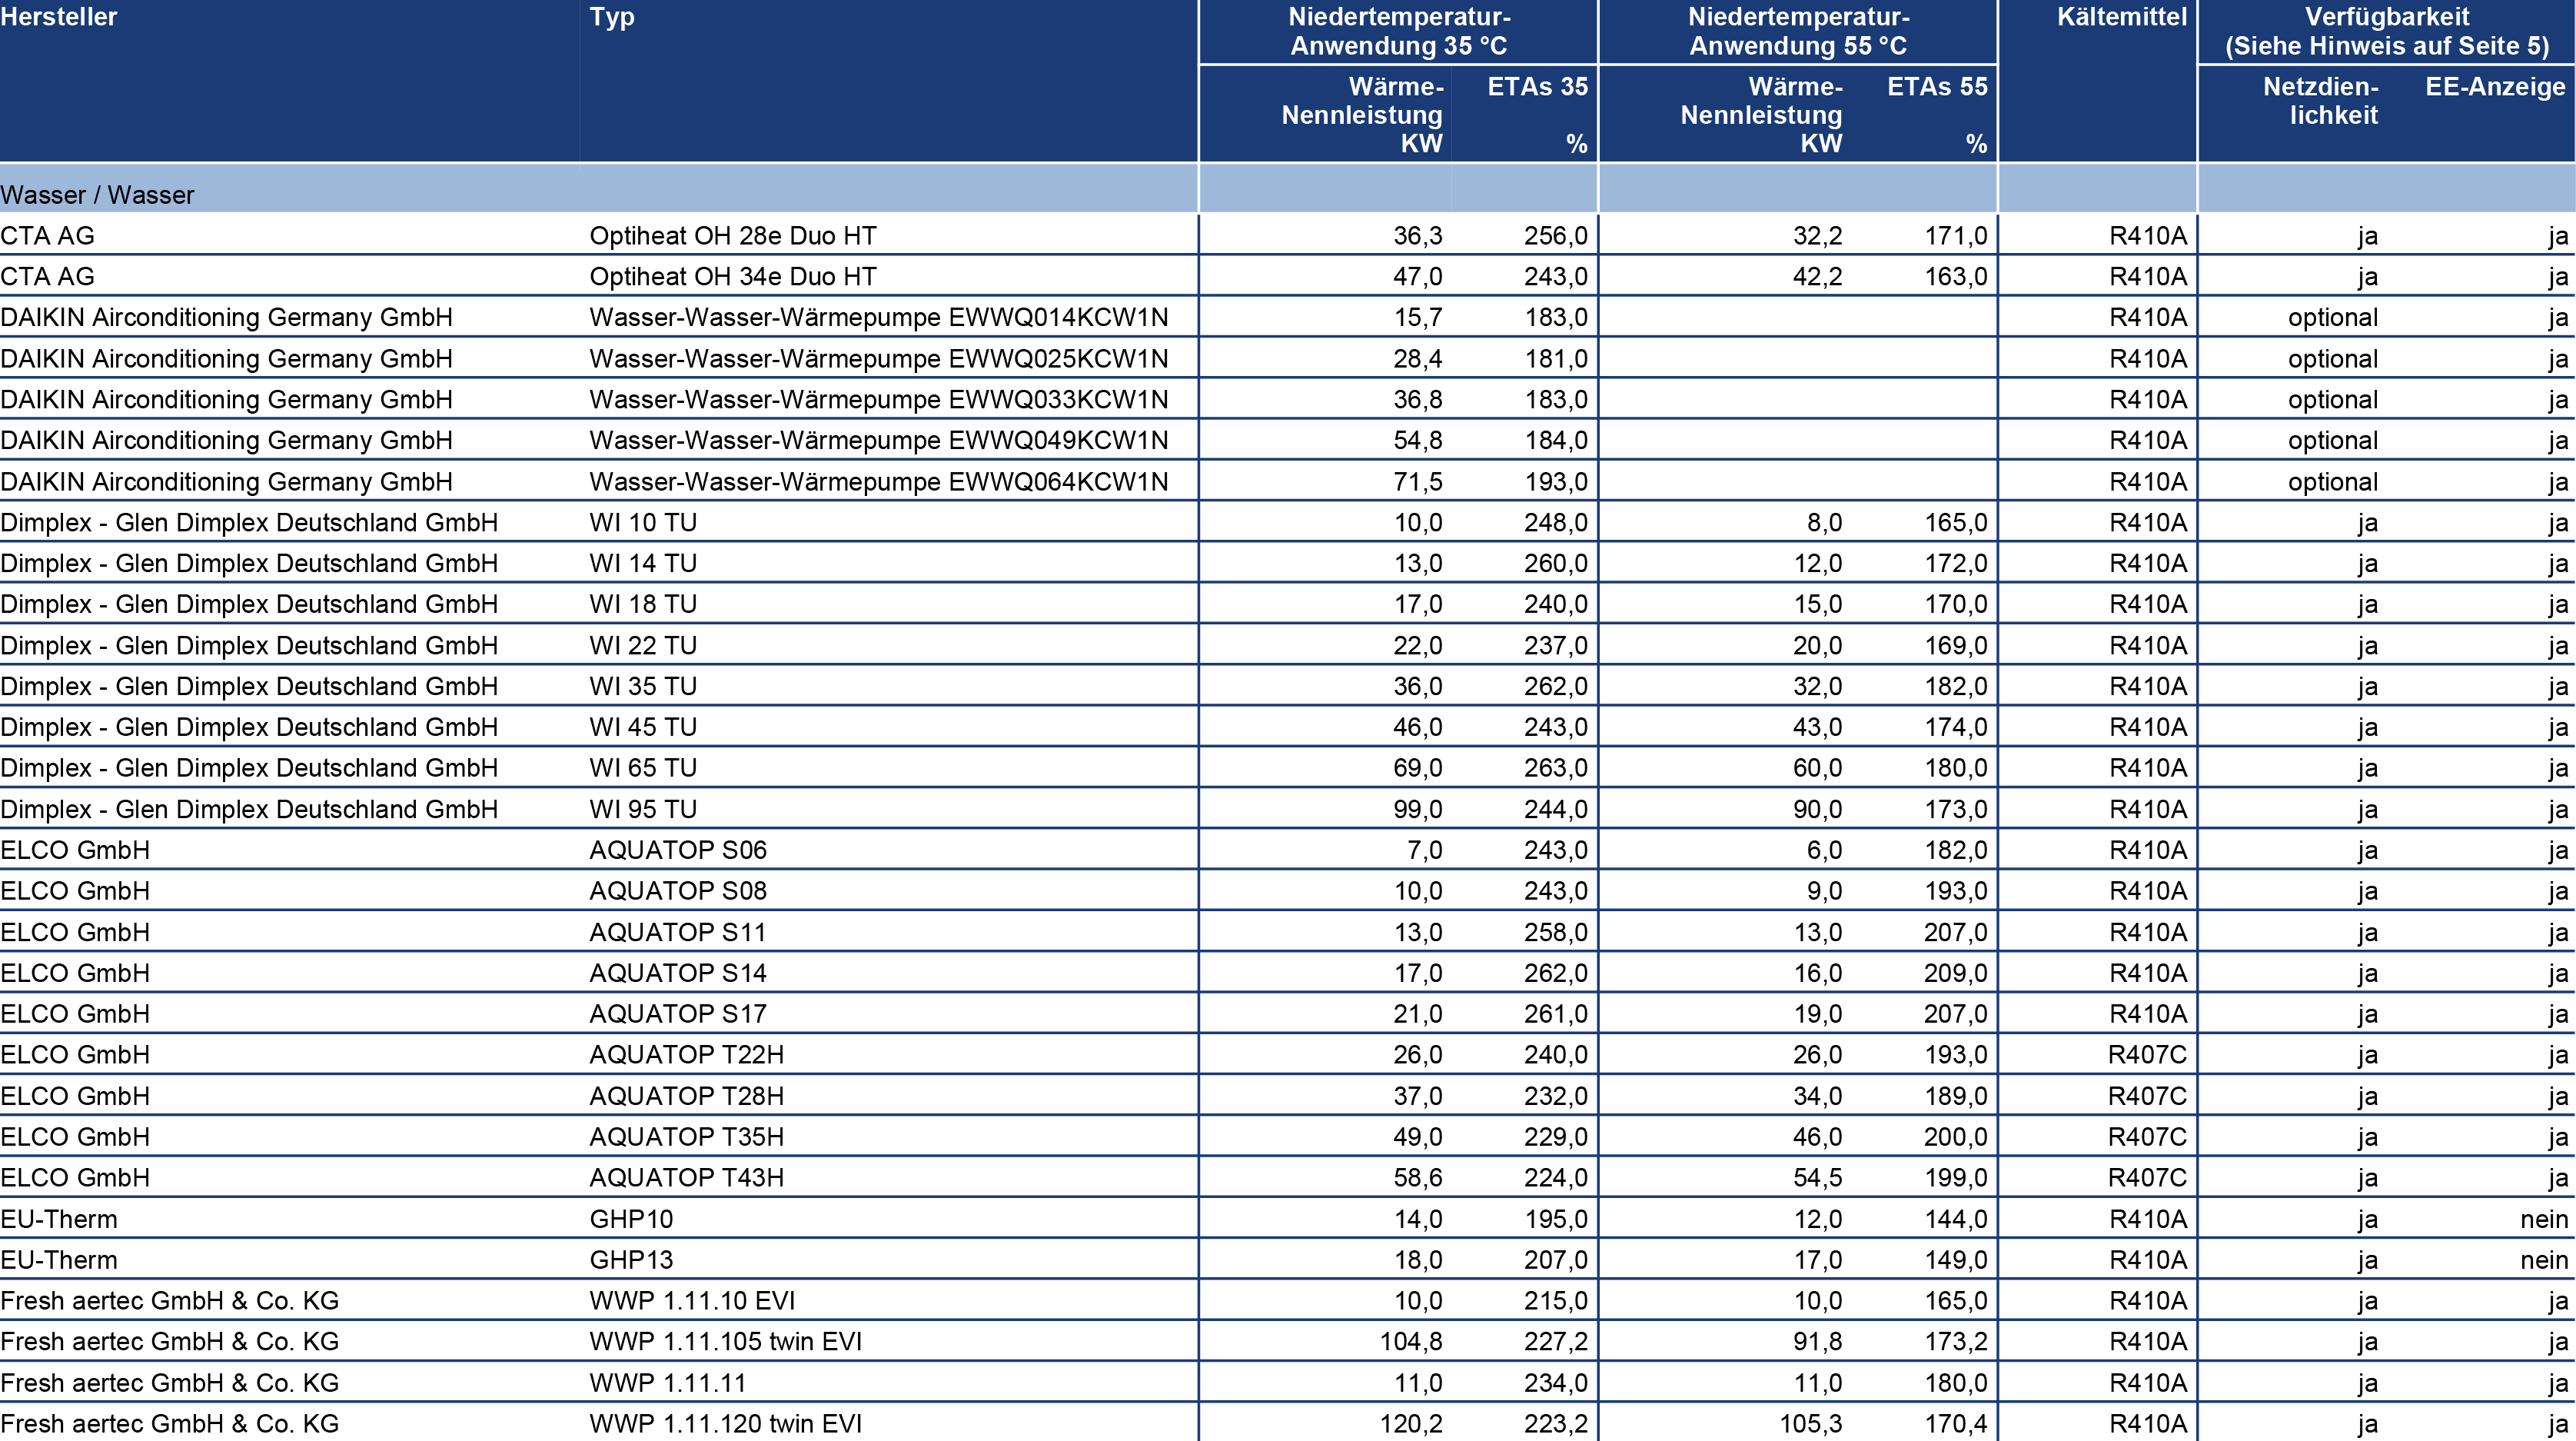 Hersteller Typ Niedertemperatur- Niedertemperatur- Kältemittel Verfügbarkeit
Anwendung 35 °C Anwendung 55 °C (Siehe Hinweis auf Seite 5)
Wärme- ETAs 35 Wärme- ETAs 55 Netzdien- EE-Anzeige
Nennleistung Nennleistung lichkeit
KW % KW %
Wasser / Wasser
CTA AG Optiheat OH 28e Duo HT 36,3 256,0 32,2 171,0 R410A ja ja
CTA AG Optiheat OH 34e Duo HT 47,0 243,0 42,2 163,0 R410A ja ja
DAIKIN Airconditioning Germany GmbH Wasser-Wasser-Wärmepumpe EWWQ014KCW1N 15,7 183,0 R410A optional ja
DAIKIN Airconditioning Germany GmbH Wasser-Wasser-Wärmepumpe EWWQ025KCW1N 28,4 181,0 R410A optional ja
DAIKIN Airconditioning Germany GmbH Wasser-Wasser-Wärmepumpe EWWQ033KCW1N 36,8 183,0 R410A optional ja
DAIKIN Airconditioning Germany GmbH Wasser-Wasser-Wärmepumpe EWWQ049KCW1N 54,8 184,0 R410A optional ja
DAIKIN Airconditioning Germany GmbH Wasser-Wasser-Wärmepumpe EWWQ064KCW1N 71,5 193,0 R410A optional ja
Dimplex - Glen Dimplex Deutschland GmbH WI 10 TU 10,0 248,0 8,0 165,0 R410A ja ja
Dimplex - Glen Dimplex Deutschland GmbH WI 14 TU 13,0 260,0 12,0 172,0 R410A ja ja
Dimplex - Glen Dimplex Deutschland GmbH WI 18 TU 17,0 240,0 15,0 170,0 R410A ja ja
Dimplex - Glen Dimplex Deutschland GmbH WI 22 TU 22,0 237,0 20,0 169,0 R410A ja ja
Dimplex - Glen Dimplex Deutschland GmbH WI 35 TU 36,0 262,0 32,0 182,0 R410A ja ja
Dimplex - Glen Dimplex Deutschland GmbH WI 45 TU 46,0 243,0 43,0 174,0 R410A ja ja
Dimplex - Glen Dimplex Deutschland GmbH WI 65 TU 69,0 263,0 60,0 180,0 R410A ja ja
Dimplex - Glen Dimplex Deutschland GmbH WI 95 TU 99,0 244,0 90,0 173,0 R410A ja ja
ELCO GmbH AQUATOP S06 7,0 243,0 6,0 182,0 R410A ja ja
ELCO GmbH AQUATOP S08 10,0 243,0 9,0 193,0 R410A ja ja
ELCO GmbH AQUATOP S11 13,0 258,0 13,0 207,0 R410A ja ja
ELCO GmbH AQUATOP S14 17,0 262,0 16,0 209,0 R410A ja ja
ELCO GmbH AQUATOP S17 21,0 261,0 19,0 207,0 R410A ja ja
ELCO GmbH AQUATOP T22H 26,0 240,0 26,0 193,0 R407C ja ja
ELCO GmbH AQUATOP T28H 37,0 232,0 34,0 189,0 R407C ja ja
ELCO GmbH AQUATOP T35H 49,0 229,0 46,0 200,0 R407C ja ja
ELCO GmbH AQUATOP T43H 58,6 224,0 54,5 199,0 R407C ja ja
EU-Therm GHP10 14,0 195,0 12,0 144,0 R410A ja nein
EU-Therm GHP13 18,0 207,0 17,0 149,0 R410A ja nein
Fresh aertec GmbH & Co. KG WWP 1.11.10 EVI 10,0 215,0 10,0 165,0 R410A ja ja
Fresh aertec GmbH & Co. KG WWP 1.11.105 twin EVI 104,8 227,2 91,8 173,2 R410A ja ja
Fresh aertec GmbH & Co. KG WWP 1.11.11 11,0 234,0 11,0 180,0 R410A ja ja
Fresh aertec GmbH & Co. KG WWP 1.11.120 twin EVI 120,2 223,2 105,3 170,4 R410A ja ja